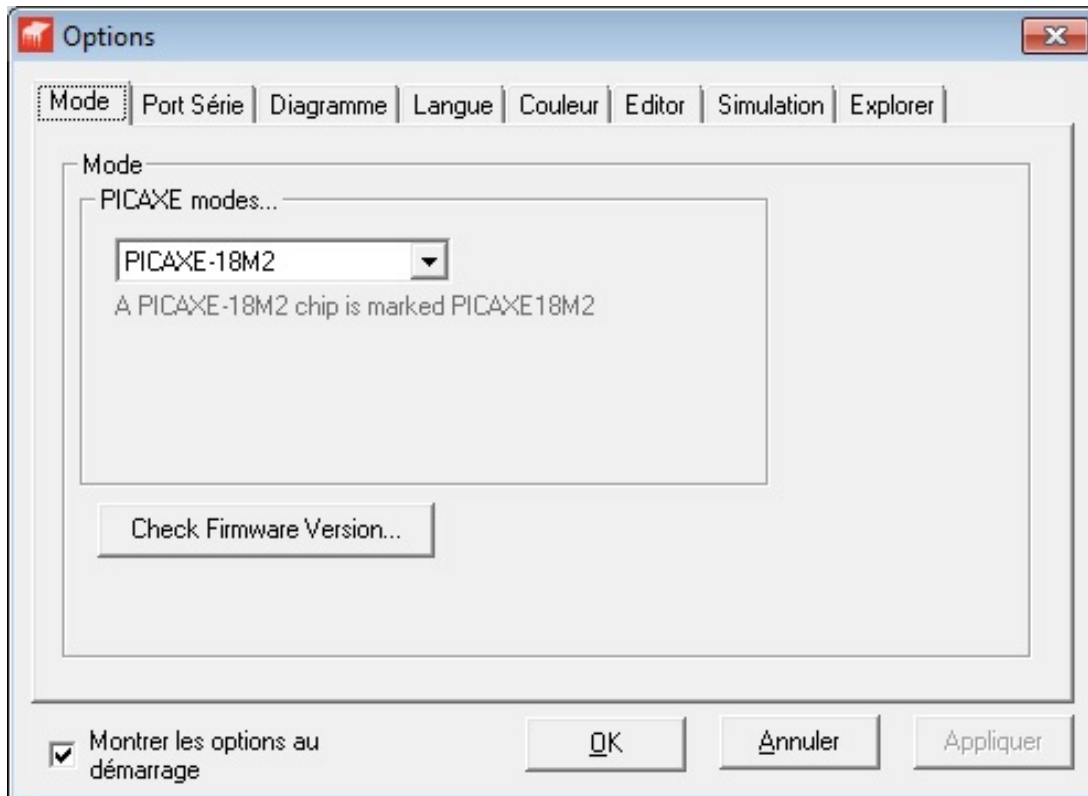 Options
Mode Port Série Diagramme Langue Couleur Editor Simulation Explorer
Mode
PICAXE modes...
PICAXE-18M2
A PICAXE-18M2 chip is marked PICAXE18M2
Check Firmware Version...
Montrer les options au
démarrage
OK Annuler Appliquer